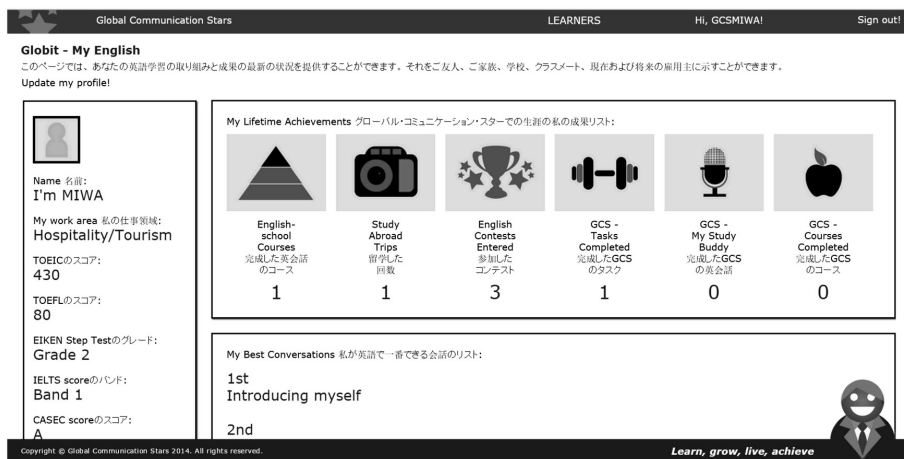 Global Communication Stars LEARNERS Hi, GCSMIWA! Sign out!
Globit - My English
このページでは、あなたの英語学習の取り組みと成果の最新の状況を提供することができます。それをご友人、ご家族、学校、クラスメート、現在および将来の雇用主に示すことができます。
Update my profile!
Name 名前:
I'm MIWA
My work area 私の仕事領域:
Hospitality/Tourism
TOEICのスコア:
430
TOEFLのスコア:
80
EIKEN Step Testのグレード:
Grade 2
IELTS scoreのバンド:
Band 1
CASEC scoreのスコア:
A
My Lifetime Achievements グローバル・コミュニケーション・スターでの生涯の私の成果リスト:
English-
school
Courses
完成した英会話
のコース
1
Study
Abroad
Trips
留学した
回数
1
English
Contests
Entered
参加した
コンテスト
3
GCS -
Tasks
Completed
完成したGCS
のタスク
1
GCS -
My Study
Buddy
完成したGCS
の英会話
0
GCS -
Courses
Completed
完成したGCS
のコース
0
My Best Conversations 私が英語で一番できる会話のリスト:
1st
Introducing myself
2nd
Copyright © Global Communication Stars 2014. All rights reserved. Learn, grow, live, achieve